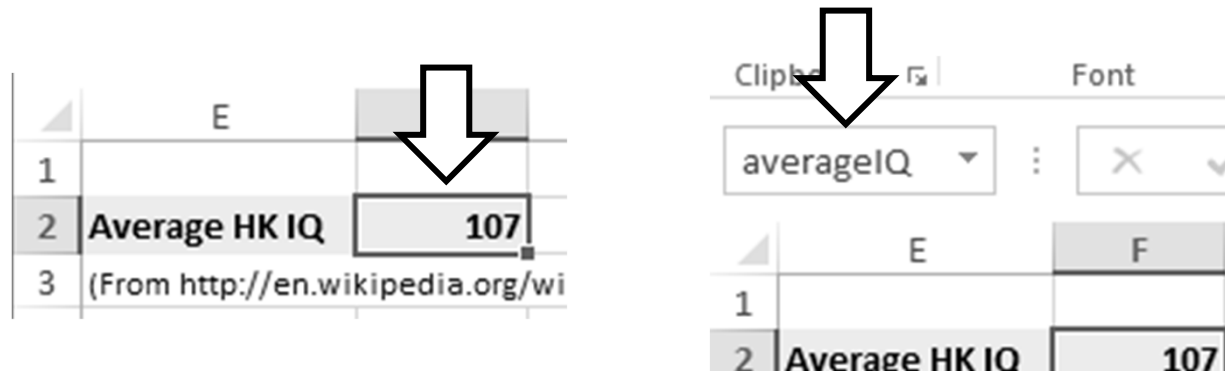 E
1
2 Average HK IQ 107
3 (From http://en.wikipedia.org/wi
Font
averageIQ
E F
1
2 Average HK IQ 107